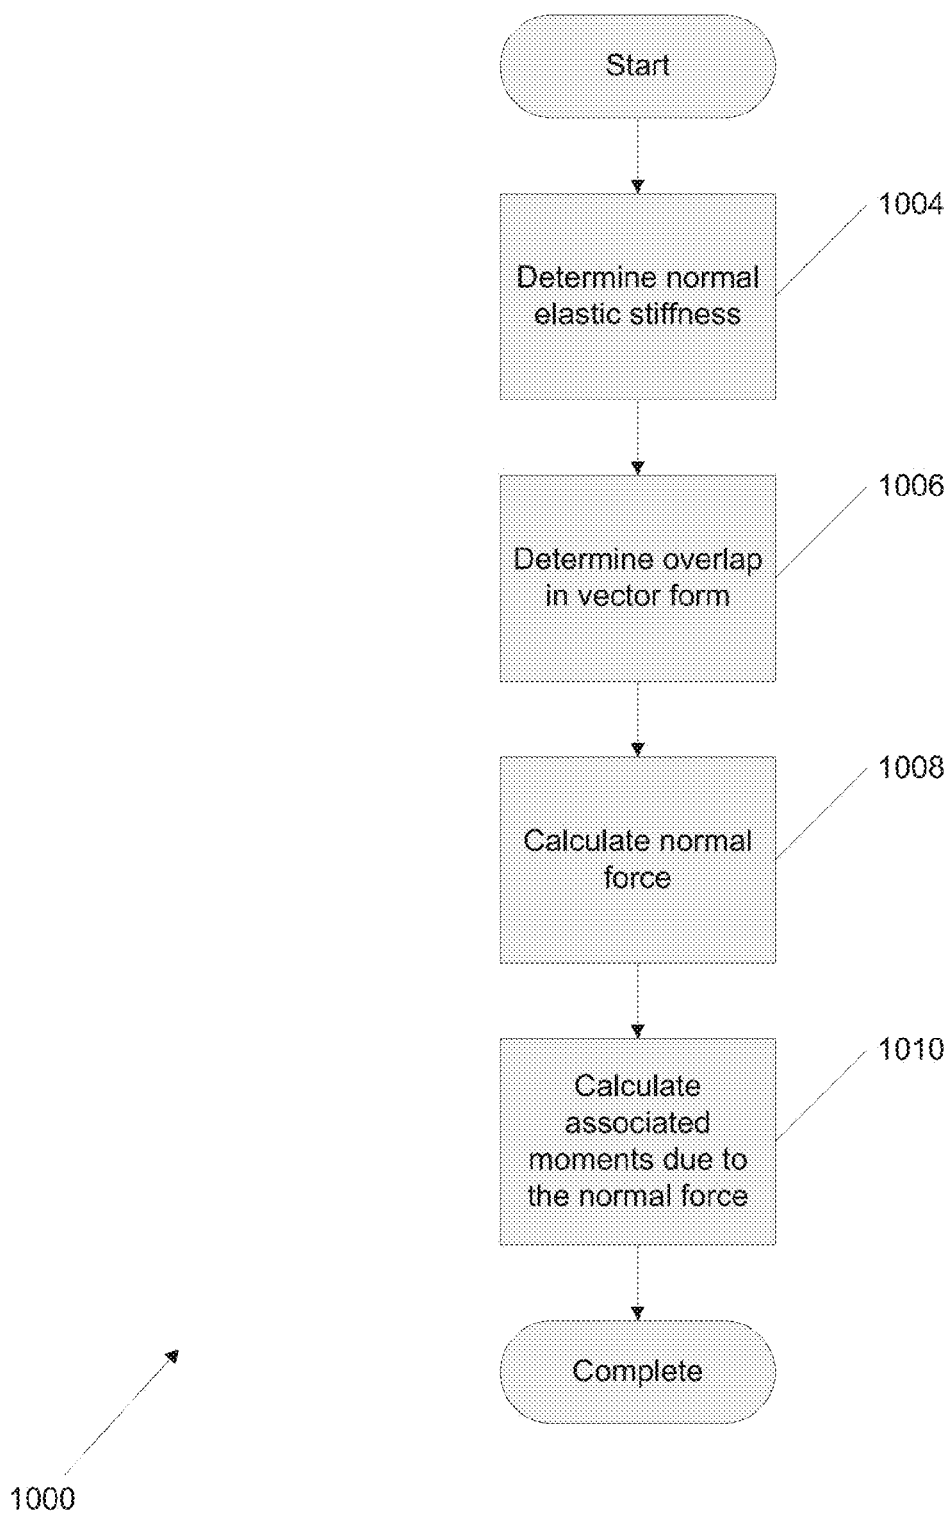 Start
1004
Determine normal
elastic stiffness
1006
Determine overlap
in vector form
1008
Calculate normal
force
1010
Calculate
associated
moments due to
the normal force
Complete
1000